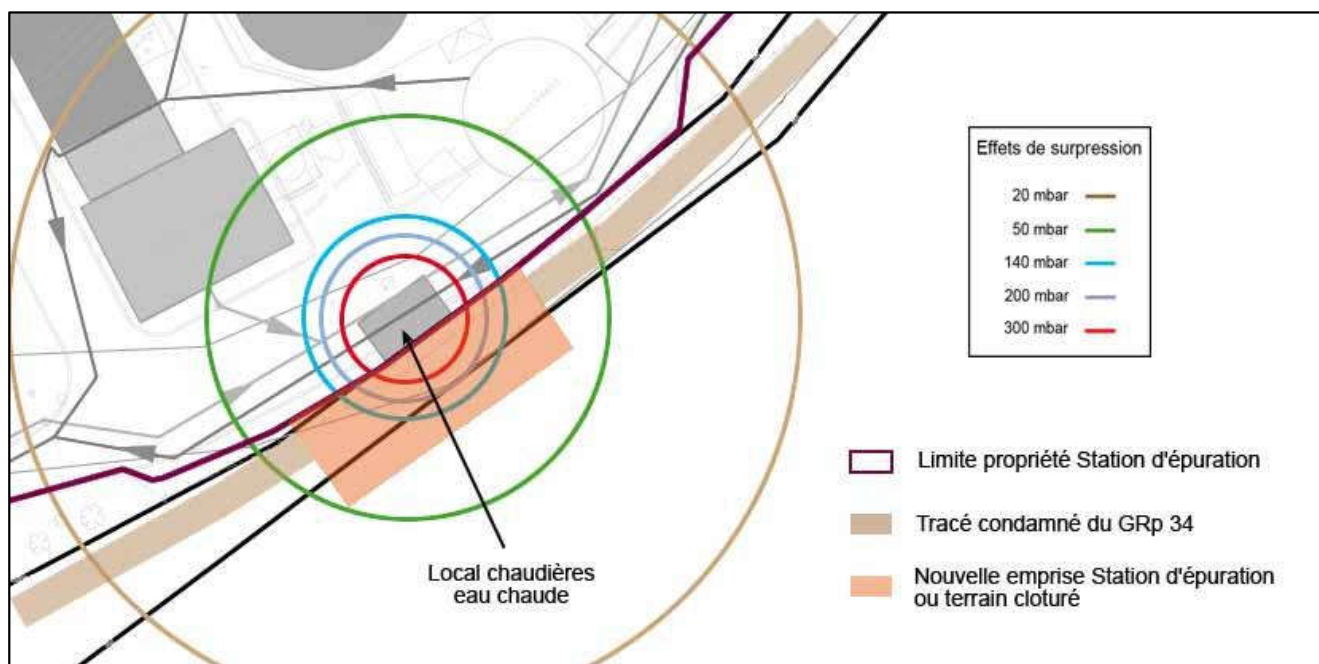 Effets de surpression
20 mbar
50 mbar
140 mbar
200 mbar
300 mbar
Limite propriété Station d'épuration
Tracé condamné du GRp 34
Nouvelle emprise Station d'épuration
ou terrain cloturé
Local chaudières
eau chaude